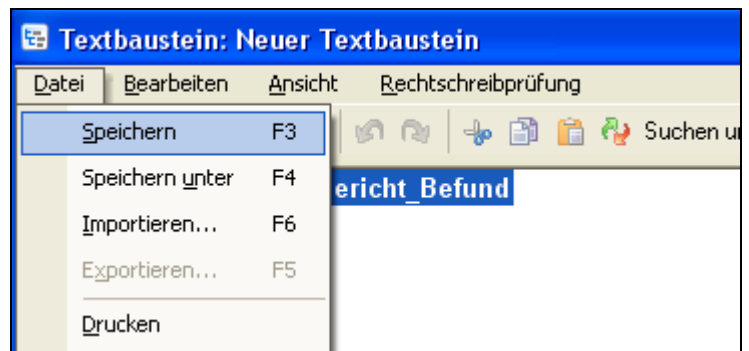 Textbaustein: Neuer Textbaustein
Datei Bearbeiten Ansicht Rechtschreibprüfung
Speichern F3
Suchen
Speichern unter F4
ericht_Befund
Importieren... F6
Exportieren... F5
Drucken